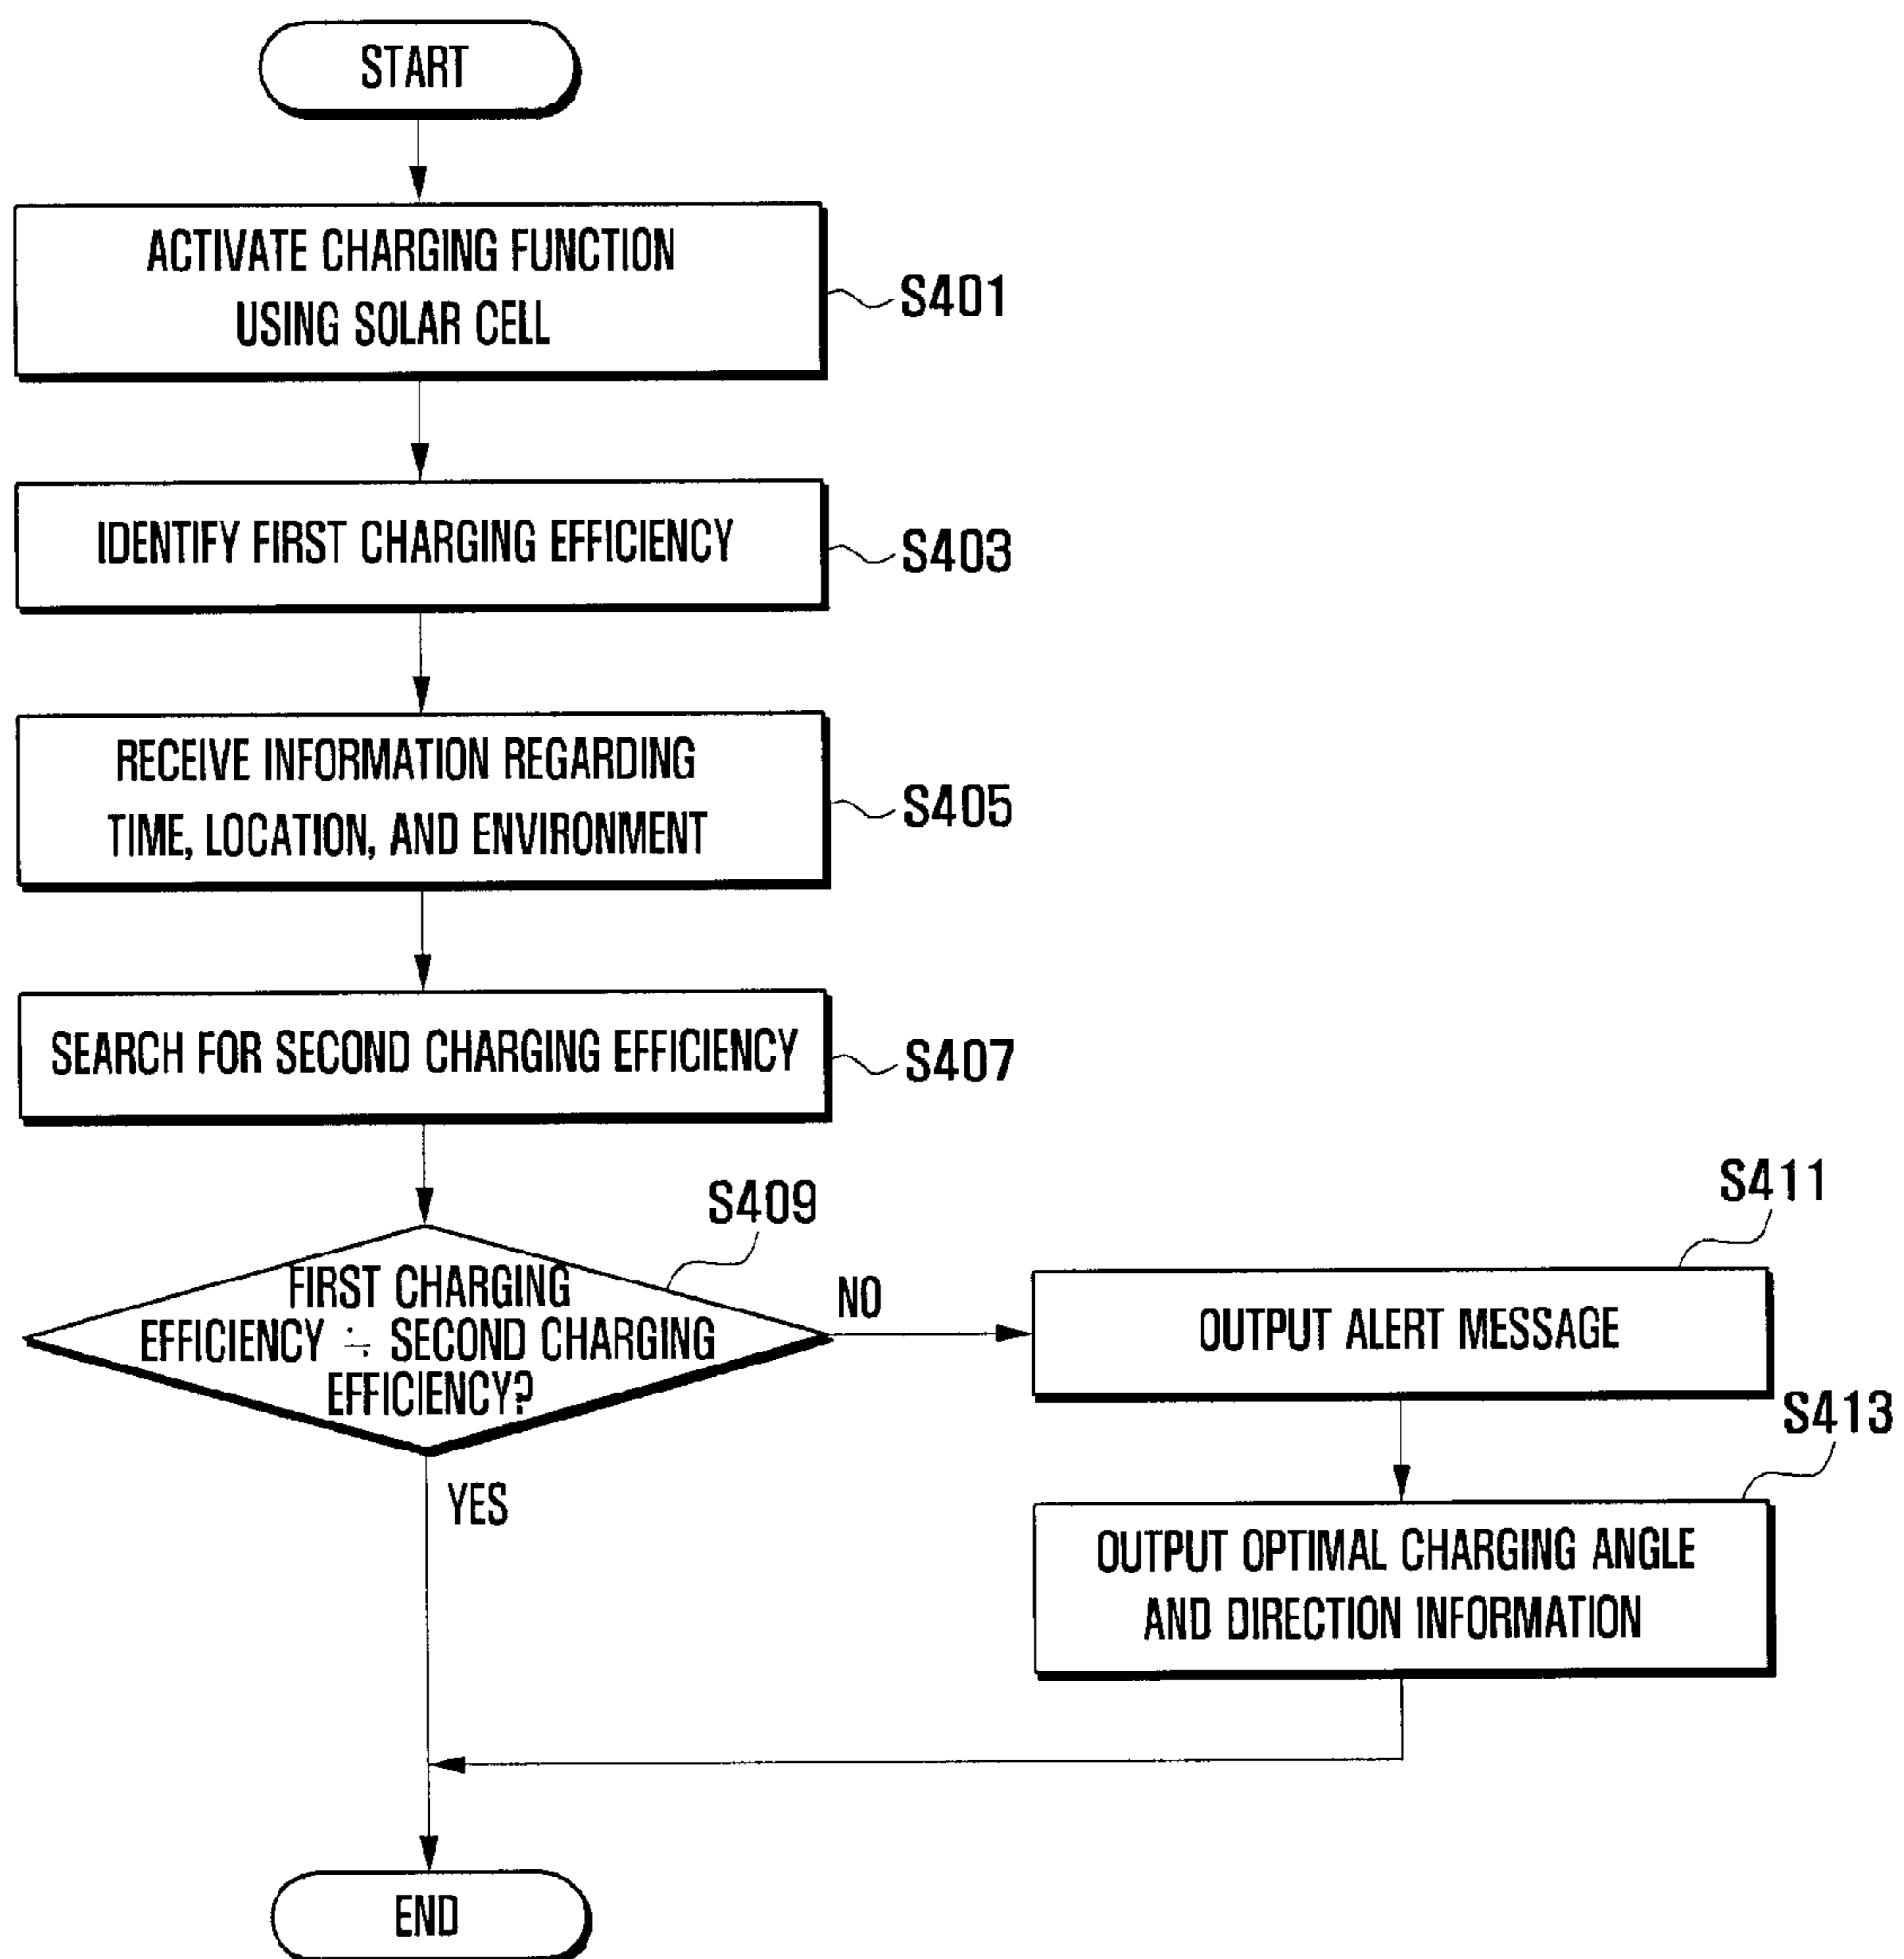 START
ACTIVATE CHARGING FUNCTION
USING SOLAR CELL
S401
IDENTIFY FIRST CHARGING EFFICIENCY
S403
RECEIVE INFORMATION REGARDING
TIME, LOCATION, AND ENVIRONMENT
S405
SEARCH FOR SECOND CHARGING EFFICIENCY
S407
S409
FIRST CHARGING
EFFICIENCY ≒ SECOND CHARGING
EFFICIENCY?
NO
YES
S411
OUTPUT ALERT MESSAGE
S413
OUTPUT OPTIMAL CHARGING ANGLE
AND DIRECTION INFORMATION
END